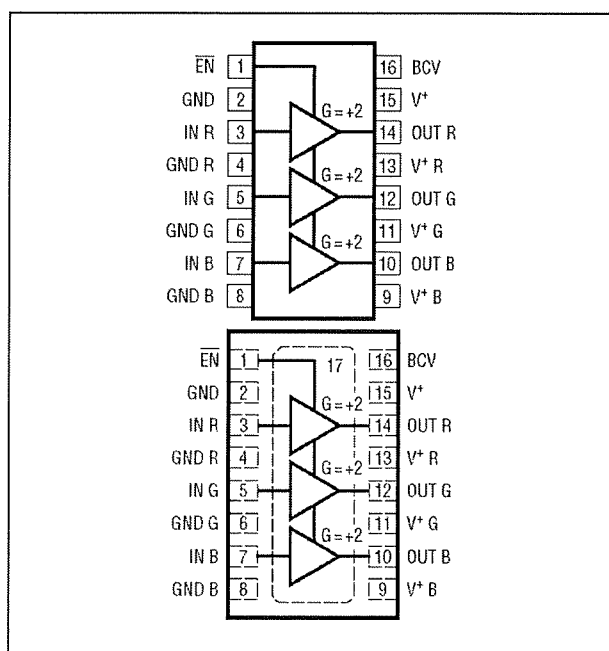 E̅N̅ 1 16 BCV
GND 2 15 V⁺
G = +2
IN R 3 14 OUT R
GND R 4 13 V⁺ R
G = +2
IN G 5 12 OUT G
GND G 6 11 V⁺ G
G = +2
IN B 7 10 OUT B
GND B 8 9 V⁺ B
E̅N̅ 1 17 16 BCV
GND 2 15 V⁺
G = +2
IN R 3 14 OUT R
GND R 4 13 V⁺ R
G = +2
IN G 5 12 OUT G
GND G 6 11 V⁺ G
G = +2
IN B 7 10 OUT B
GND B 8 9 V⁺ B